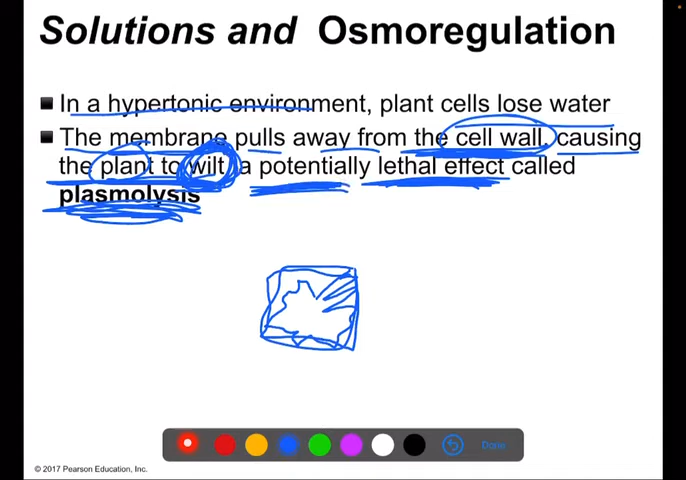 Solutions and Osmoregulation
In a hypertonic environment, plant cells lose water
The membrane pulls away from the cell wall, causing
the plant to wilt, a potentially lethal effect called
plasmolysis
Done
© 2017 Pearson Education, Inc.